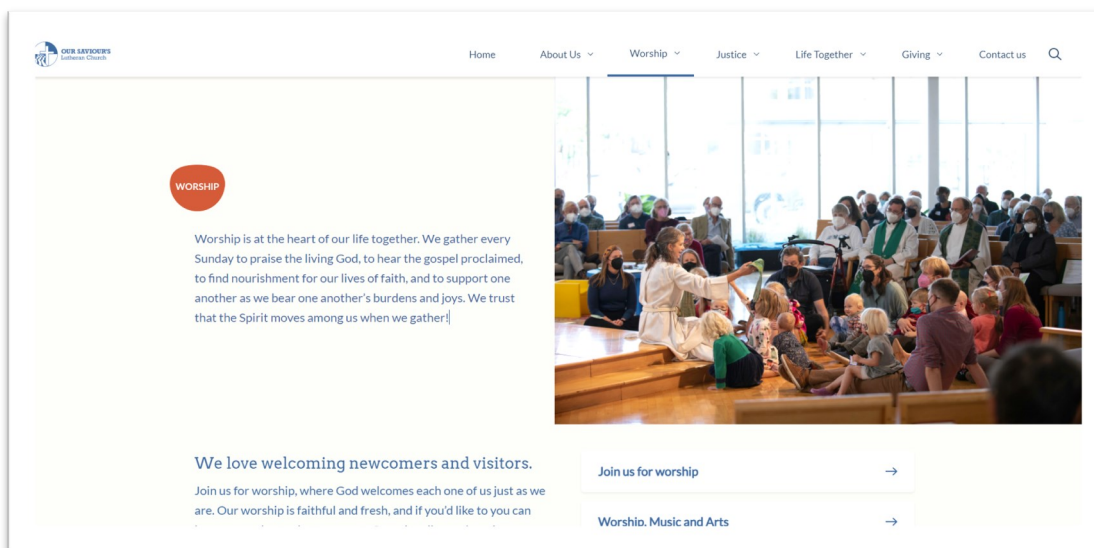 OUR SAVIOUR'S
Lutheran Church
Home About Us Worship Justice Life Together Giving Contact us
WORSHIP
Worship is at the heart of our life together. We gather every
Sunday to praise the living God, to hear the gospel proclaimed,
to find nourishment for our lives of faith, and to support one
another as we bear one another's burdens and joys. We trust
that the Spirit moves among us when we gather!
We love welcoming newcomers and visitors.
Join us for worship, where God welcomes each one of us just as we
are. Our worship is faithful and fresh, and if you'd like to you can
Join us for worship
Worship, Music and Arts